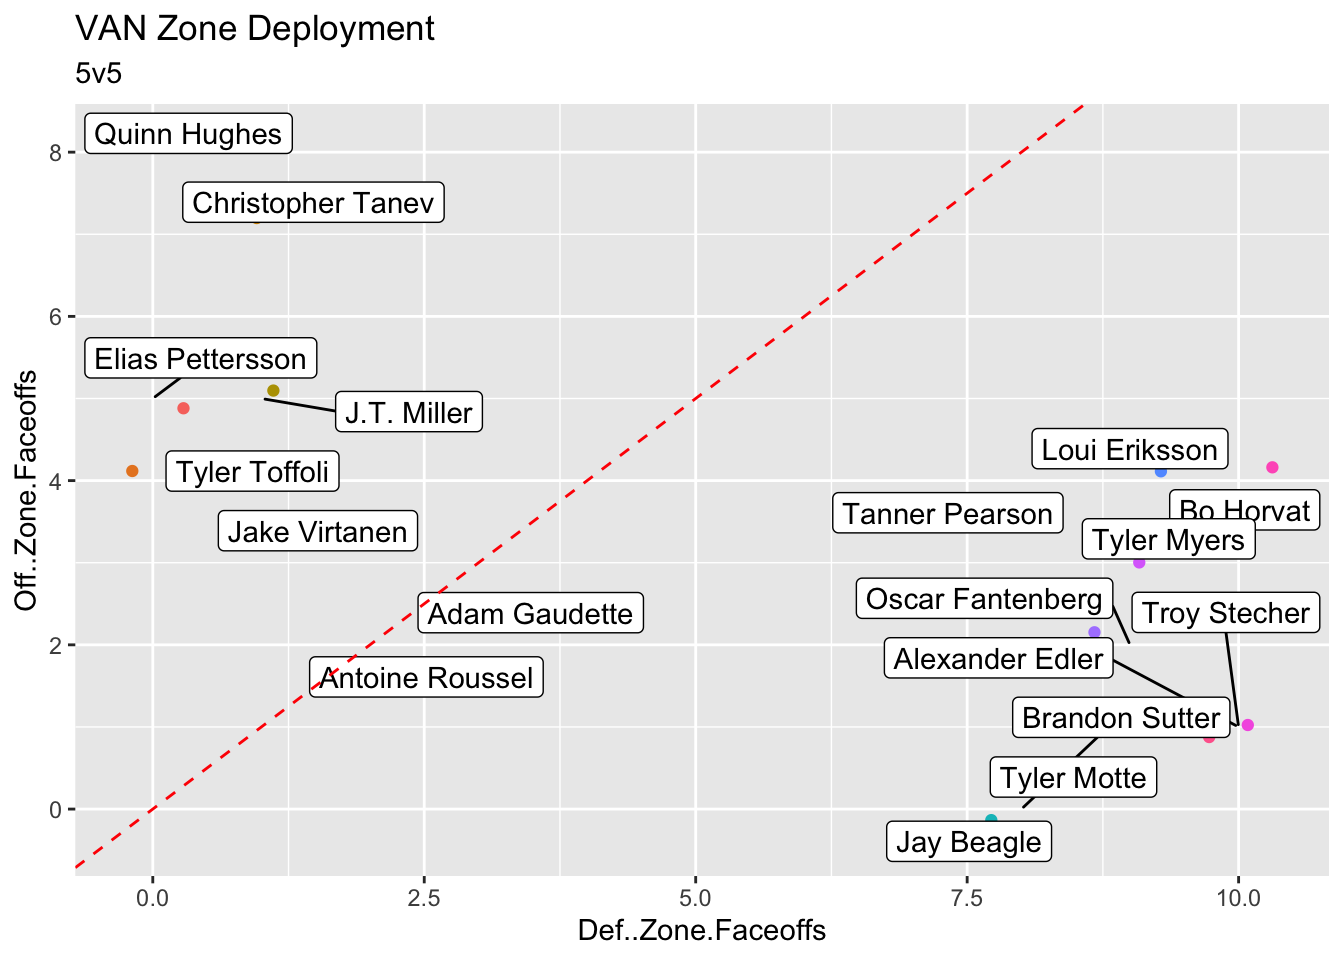 VAN Zone Deployment
5v5
Off..Zone.Faceoffs
8
6
4
2
0
Quinn Hughes
Christopher Tanev
Elias Pettersson
J.T. Miller
Tyler Toffoli
Jake Virtanen
Adam Gaudette
Antoine Roussel
Loui Eriksson
Tanner Pearson
Bo Horvat
Tyler Myers
Oscar Fantenberg
Troy Stecher
Alexander Edler
Brandon Sutter
Tyler Motte
Jay Beagle
0.0 2.5 5.0 7.5 10.0
Def..Zone.Faceoffs